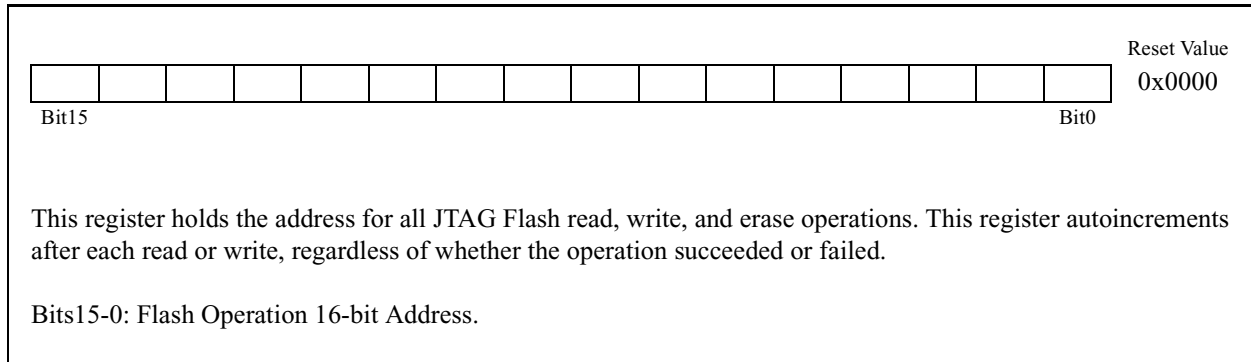 Reset Value
0x0000
Bit15 Bit0
This register holds the address for all JTAG Flash read, write, and erase operations. This register autoincrements
after each read or write, regardless of whether the operation succeeded or failed.
Bits15-0: Flash Operation 16-bit Address.